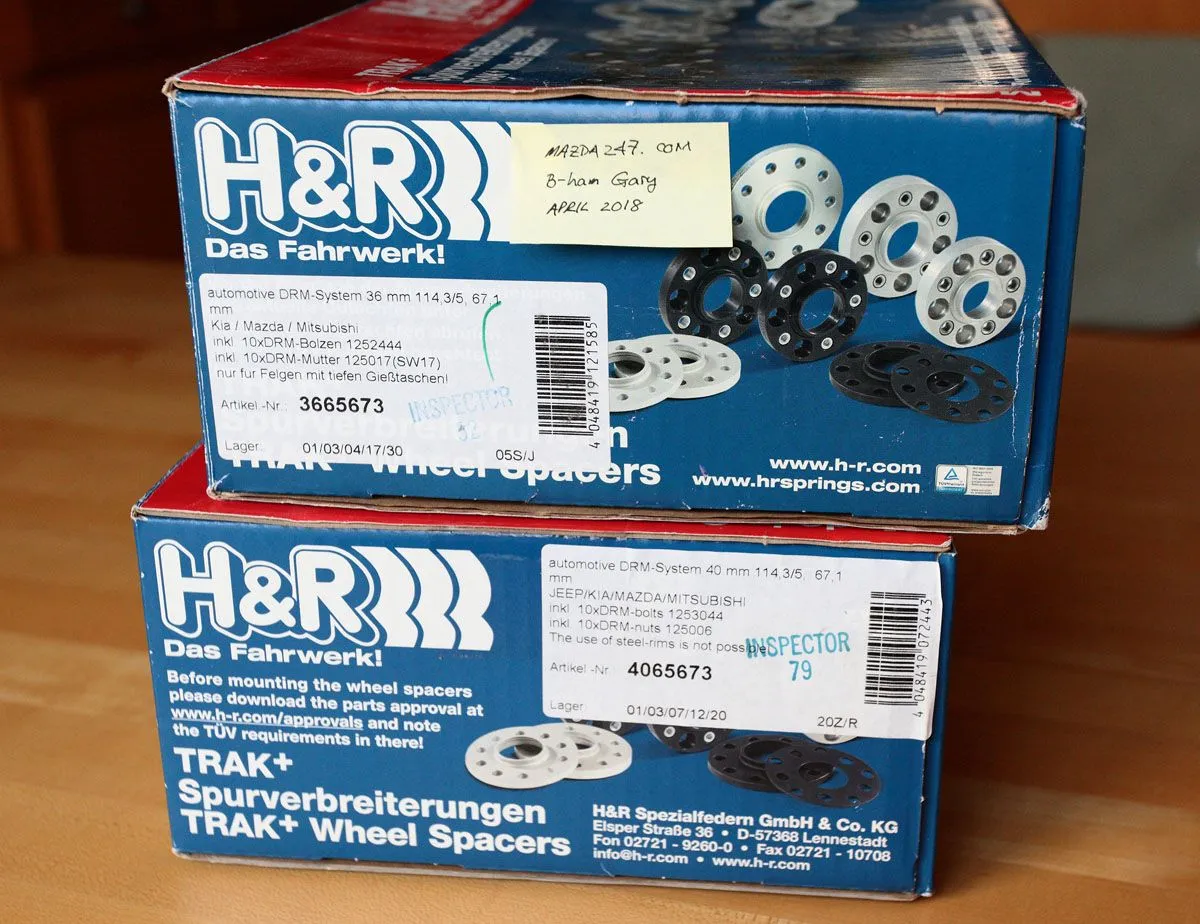 H&R
TRAK+
H&R
Das Fahrwerk!
MAZDA247.COM
B-ham Gary
APRIL 2018
automotive DRM-System 36 mm 114,3/5, 67,1
mm
Kia / Mazda / Mitsubishi
inkl 10xDRM-Bolzen 1252444
inkl. 10xDRM-Mutter 125017(SW17)
nur für Felgen mit tiefen Gießtaschen!
Artikel.-Nr.: 3665673
INSPECTOR
Lager: 01/03/04/17/30 05S/J
4 048419 121585
Spurverbreiterungen
TRAK+ Wheel Spacers
www.h-r.com
www.hrsprings.com
H&R
Das Fahrwerk!
Before mounting the wheel spacers
please download the parts approval at
www.h-r.com/approvals and note
the TÜV requirements in there!
TRAK+
Spurverbreiterungen
TRAK+ Wheel Spacers
automotive DRM-System 40 mm 114,3/5, 67,1
mm
JEEP/KIA/MAZDA/MITSUBISHI
inkl 10xDRM-bolts 1253044
inkl 10xDRM-nuts 125006
The use of steel-rims is not possible
INSPECTOR
79
Artikel.-Nr 4065673
Lager 01/03/07/12/20 20Z/R
4 048419 072443
H&R Spezialfedern GmbH & Co. KG
Elsper Straße 36 • D-57368 Lennestadt
Fon 02721 - 9260-0 • Fax 02721 - 10708
info@h-r.com • www.h-r.com